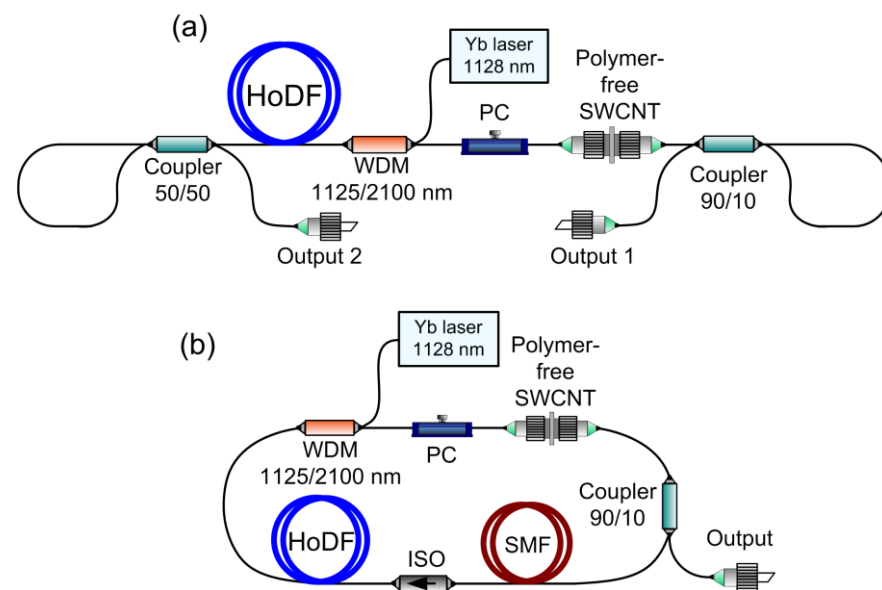 (a)
Yb laser
1128 nm
Polymer-
free
SWCNT
HoDF
PC
Coupler
50/50
WDM
1125/2100 nm
Coupler
90/10
Output 2
Output 1
(b)
Yb laser
1128 nm
Polymer-
free
SWCNT
WDM
1125/2100 nm
PC
Coupler
90/10
HoDF
ISO
SMF
Output